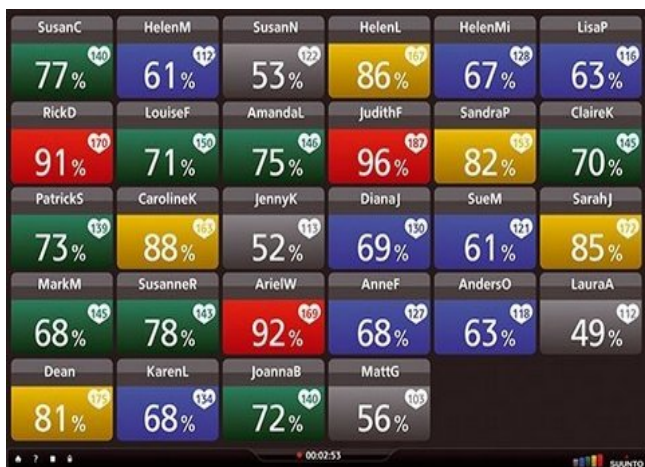 SusanC HelenM SusanN HelenL HelenMi LisaP
140 112 122 167 128 116
77% 61% 53% 86% 67% 63%
RickD LouiseF AmandaL JudithF SandraP ClaireK
170 150 146 187 153 145
91% 71% 75% 96% 82% 70%
PatrickS CarolineK JennyK DianaJ SueM SarahJ
139 163 113 130 121 172
73% 88% 52% 69% 61% 85%
MarkM SusanneR ArielW AnneF AndersO LauraA
145 143 169 127 118 112
68% 78% 92% 68% 63% 49%
Dean KarenL JoannaB MattG
175 134 140 103
81% 68% 72% 56%
? 00:02:53 SUUNTO